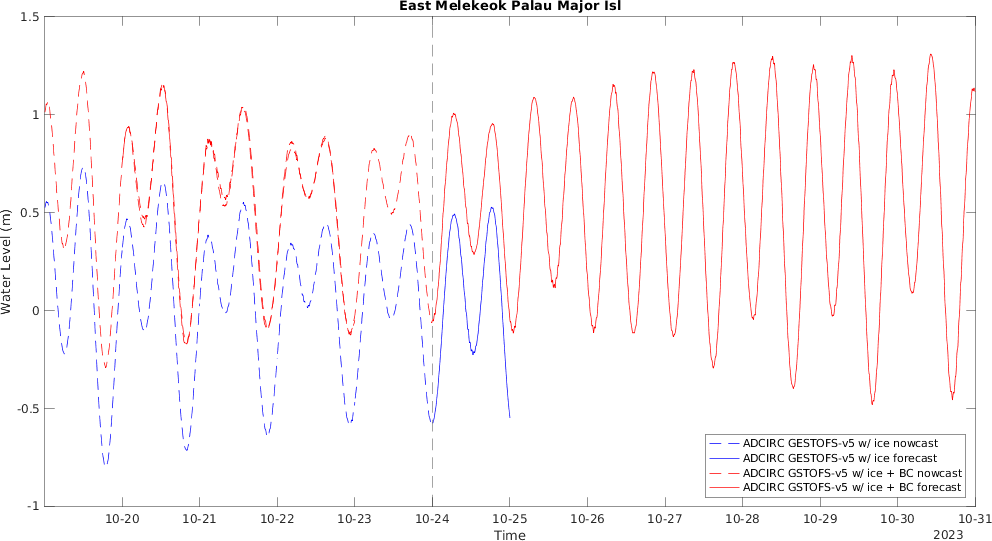 East Melekeok Palau Major Isl
1.5
1
0.5
0
-0.5
-1
Water Level (m)
10-20 10-21 10-22 10-23 10-24 10-25 10-26 10-27 10-28 10-29 10-30 10-31
Time
2023
ADCIRC GESTOFS-v5 w/ ice nowcast
ADCIRC GESTOFS-v5 w/ ice forecast
ADCIRC GSTOFS-v5 w/ ice + BC nowcast
ADCIRC GSTOFS-v5 w/ ice + BC forecast